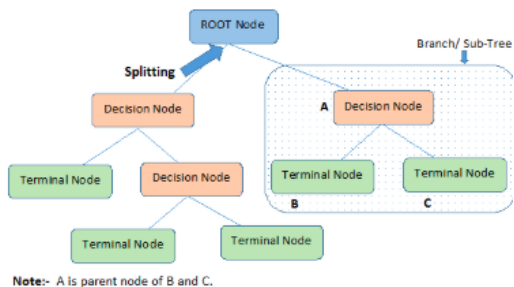 ROOT Node
Branch/ Sub-Tree
Splitting
Decision Node
A
Decision Node
Terminal Node
Decision Node
Terminal Node
Terminal Node
B
C
Terminal Node
Terminal Node
Note:- A is parent node of B and C.